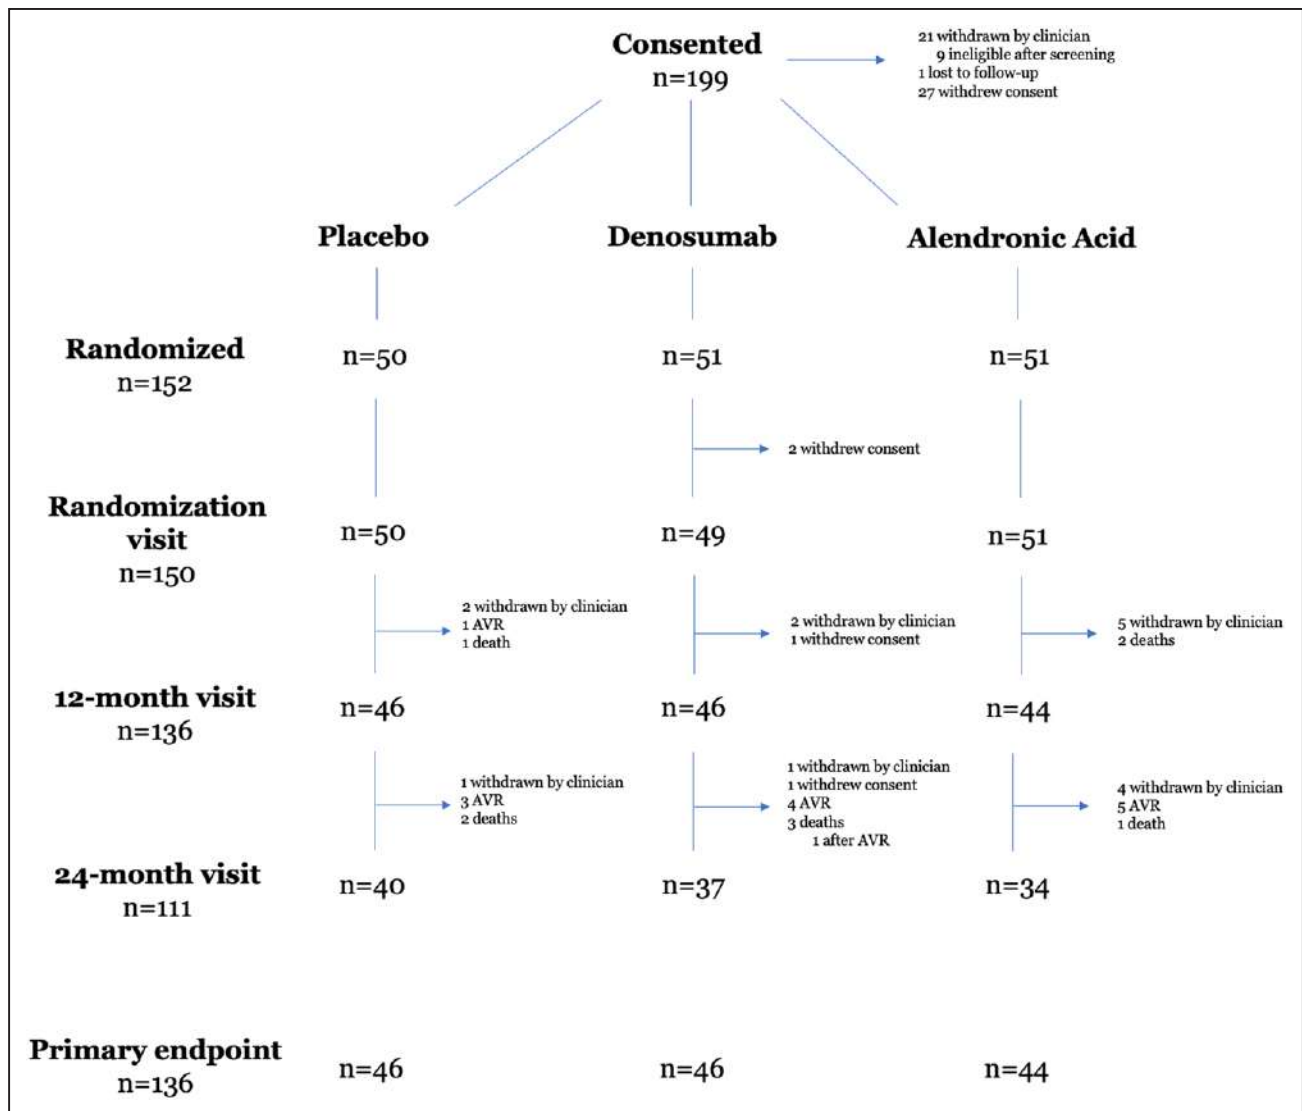 Consented
n=199
21 withdrawn by clinician
9 ineligible after screening
1 lost to follow-up
27 withdrew consent
Placebo
Denosumab
Alendronic Acid
Randomized
n=152
n=50
n=51
n=51
2 withdrew consent
Randomization
visit
n=150
n=50
n=49
n=51
2 withdrawn by clinician
1 AVR
1 death
2 withdrawn by clinician
1 withdrew consent
5 withdrawn by clinician
2 deaths
12-month visit
n=136
n=46
n=46
n=44
1 withdrawn by clinician
3 AVR
2 deaths
1 withdrawn by clinician
1 withdrew consent
4 AVR
3 deaths
1 after AVR
4 withdrawn by clinician
5 AVR
1 death
24-month visit
n=111
n=40
n=37
n=34
Primary endpoint
n=136
n=46
n=46
n=44